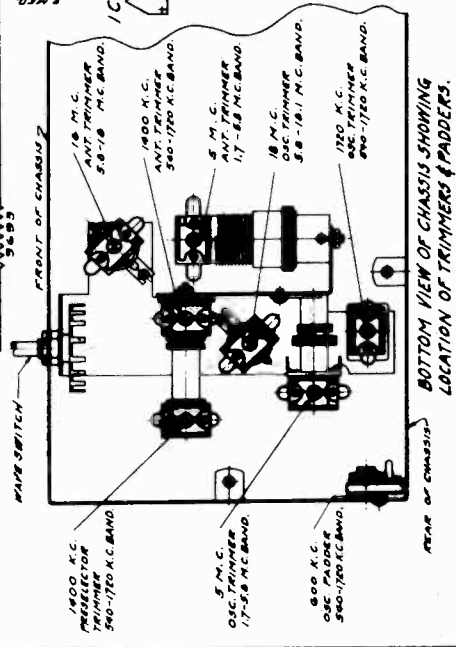 9693
FRONT OF CHASSIS
WAVE SWITCH
16 M.C.
ANT. TRIMMER
5.8-18 M.C. BAND.
1400 K.C.
ANT. TRIMMER
540-1720 K.C. BAND.
5 M.C.
ANT. TRIMMER
1.7-5.8 M.C. BAND.
18 M.C.
OSC. TRIMMER
5.8-18.1 M.C. BAND.
1720 K.C.
OSC. TRIMMER
540-1720 K.C. BAND.
1400 K.C.
PRESELECTOR
TRIMMER
540-1720 K.C. BAND.
5 M.C.
OSC. TRIMMER
1.7-5.8 M.C. BAND.
600 K.C.
OSC. PADDER
540-1720 K.C. BAND.
REAR OF CHASSIS
BOTTOM VIEW OF CHASSIS SHOWING
LOCATION OF TRIMMERS & PADDERS.